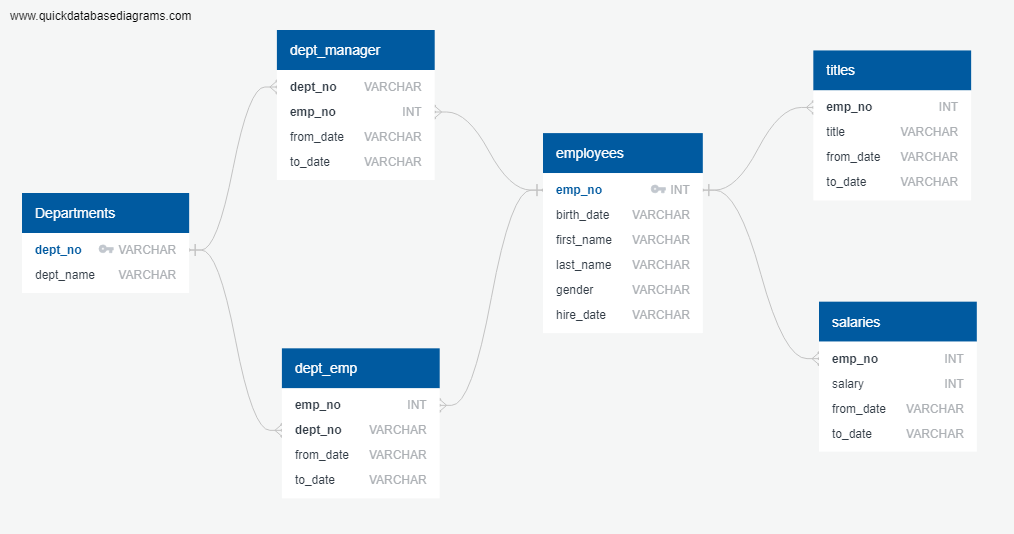 www.quickdatabasediagrams.com
dept_manager
dept_no VARCHAR
emp_no INT
from_date VARCHAR
to_date VARCHAR
Departments
dept_no VARCHAR
dept_name VARCHAR
dept_emp
emp_no INT
dept_no VARCHAR
from_date VARCHAR
to_date VARCHAR
employees
emp_no INT
birth_date VARCHAR
first_name VARCHAR
last_name VARCHAR
gender VARCHAR
hire_date VARCHAR
titles
emp_no INT
title VARCHAR
from_date VARCHAR
to_date VARCHAR
salaries
emp_no INT
salary INT
from_date VARCHAR
to_date VARCHAR